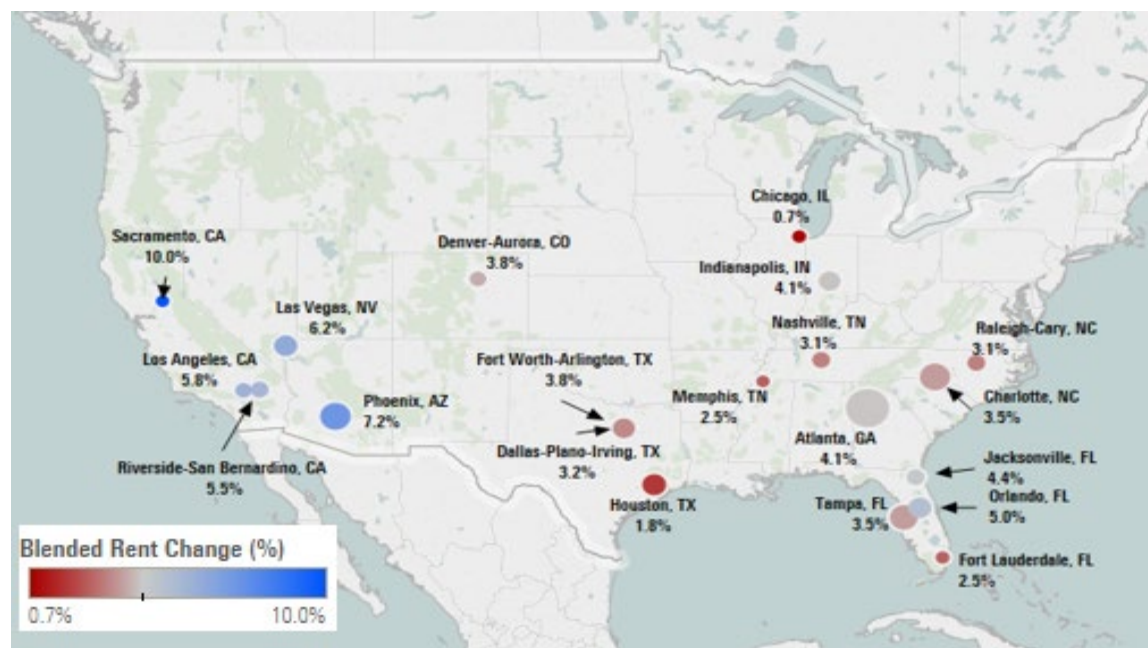 Chicago, IL
0.7%
Sacramento, CA
10.0%
Denver-Aurora, CO
3.8%
Indianapolis, IN
4.1%
Las Vegas, NV
6.2%
Nashville, TN
3.1%
Raleigh-Cary, NC
3.1%
Los Angeles, CA
5.8%
Fort Worth-Arlington, TX
3.8%
Memphis, TN
2.5%
Charlotte, NC
3.5%
Phoenix, AZ
7.2%
Atlanta, GA
4.1%
Dallas-Plano-Irving, TX
3.2%
Riverside-San Bernardino, CA
5.5%
Jacksonville, FL
4.4%
Orlando, FL
5.0%
Houston, TX
1.8%
Tampa, FL
3.5%
Fort Lauderdale, FL
2.5%
Blended Rent Change (%)
0.7% 10.0%